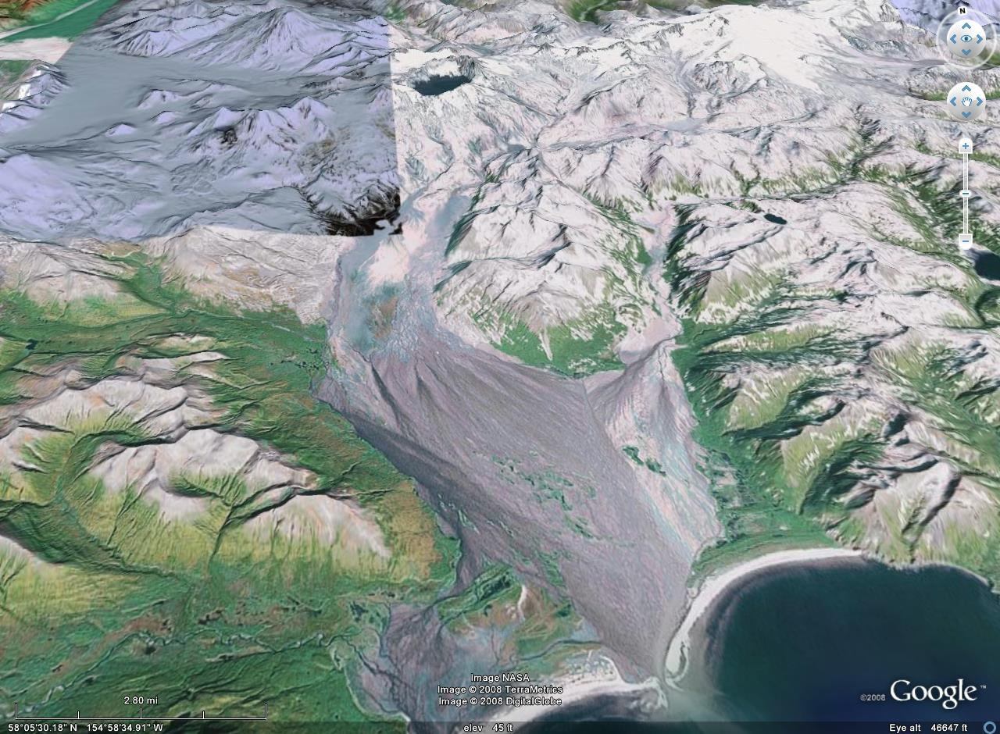 N
2.80 mi
Image NASA
Image © 2008 TerraMetrics
Image © 2008 DigitalGlobe
©2008 Google™
58°05'30.18" N 154°58'34.91" W elev 45 ft Eye alt 46647 ft